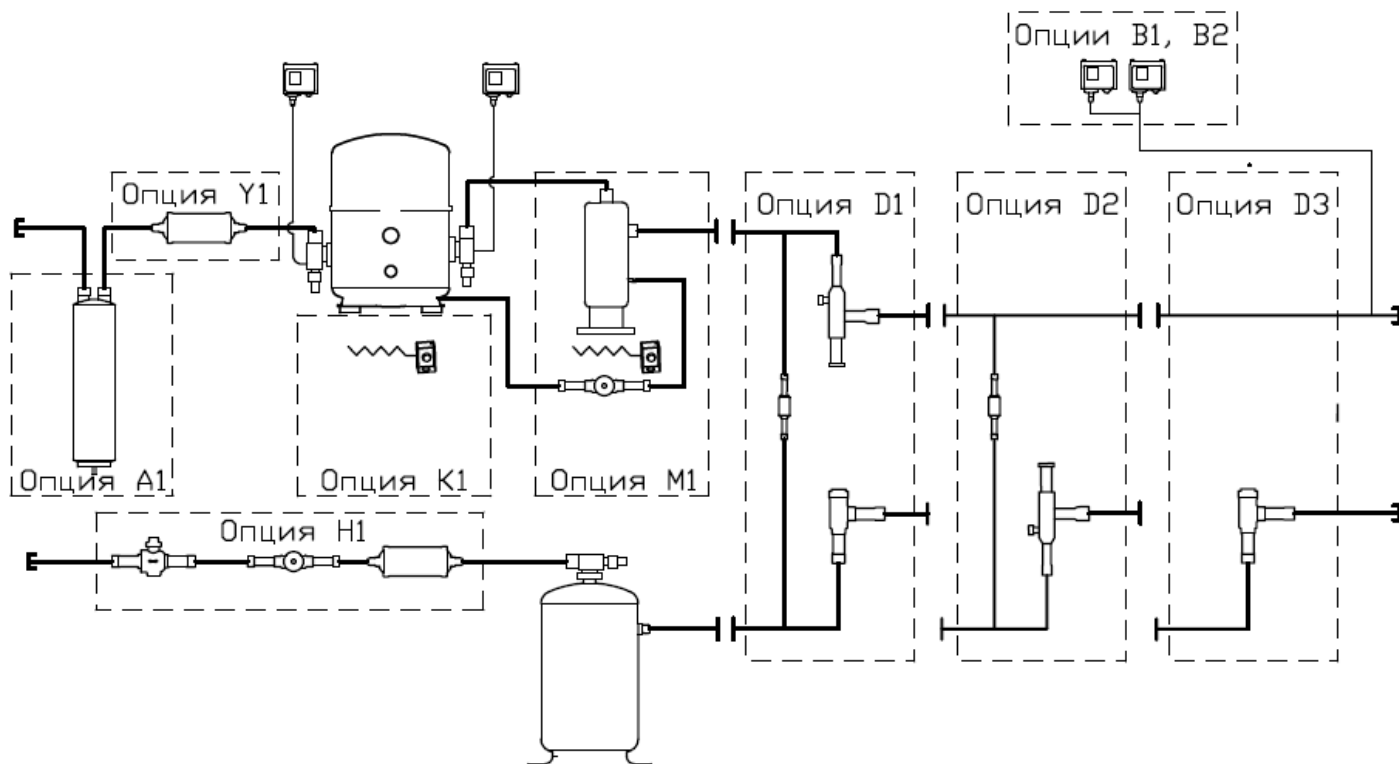 Опции B1, B2
Опция Y1
Опция D1
Опция D2
Опция D3
Опция A1
Опция K1
Опция M1
Опция H1